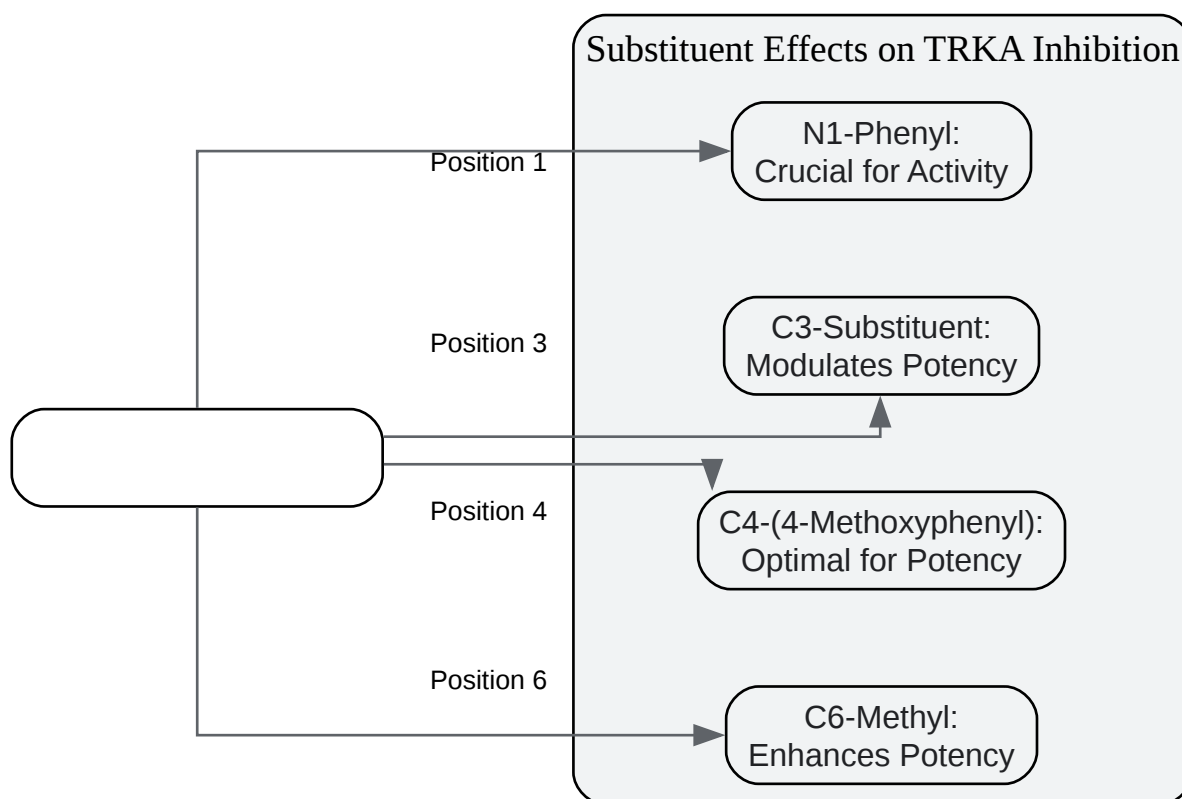 Substituent Effects on TRKA Inhibition
Position 1
N1-Phenyl:
Crucial for Activity
Position 3
C3-Substituent:
Modulates Potency
Position 4
C4-(4-Methoxyphenyl):
Optimal for Potency
Position 6
C6-Methyl:
Enhances Potency